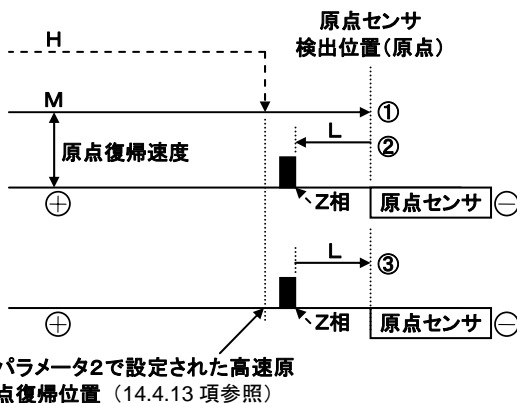 原点センサ
検出位置(原点)
H
M
①
L
②
原点復帰速度
Z相
原点センサ
⊕
⊖
L
③
Z相
原点センサ
⊕
⊖
パラメータ2で設定された高速原
点復帰位置 (14.4.13 項参照)